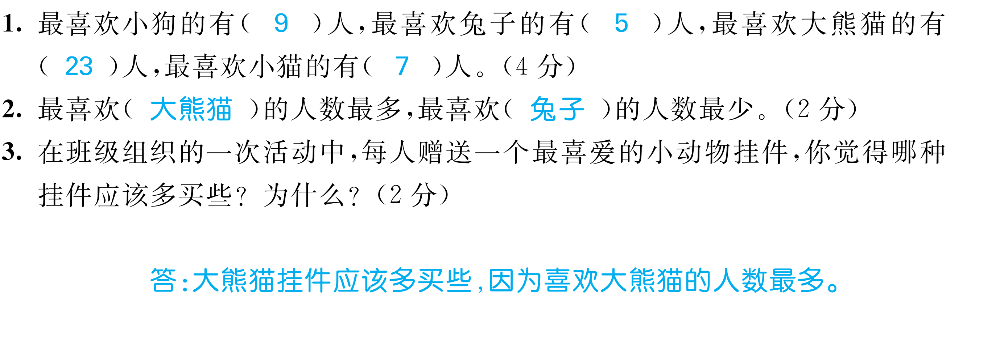 1. 最喜欢小狗的有( 9 )人,最喜欢兔子的有( 5 )人,最喜欢大熊猫的有
( 23 )人,最喜欢小猫的有( 7 )人。(4 分)
2. 最喜欢( 大熊猫 )的人数最多,最喜欢( 兔子 )的人数最少。(2 分)
3. 在班级组织的一次活动中,每人赠送一个最喜爱的小动物挂件,你觉得哪种
挂件应该多买些? 为什么?(2 分)
答:大熊猫挂件应该多买些,因为喜欢大熊猫的人数最多。